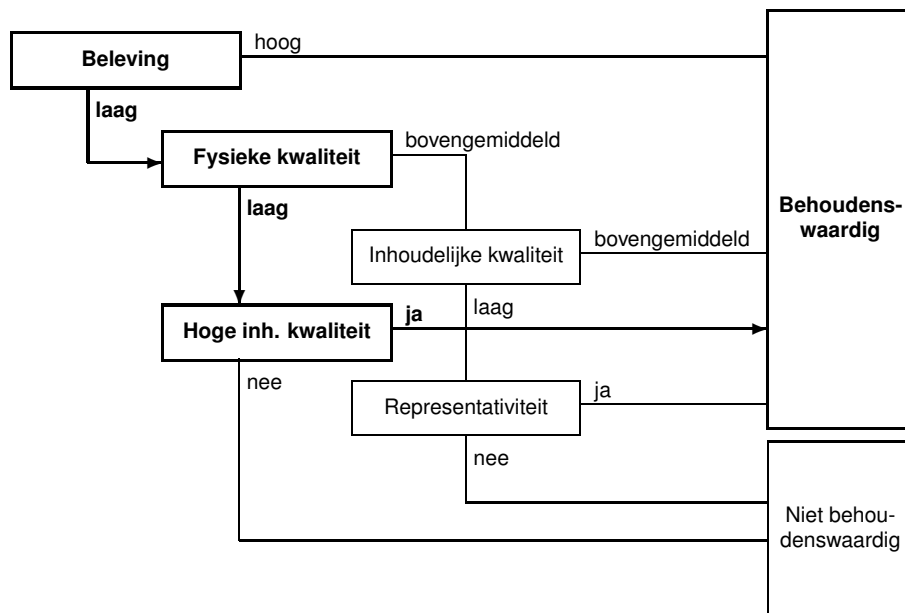 hoog
Beleving
laag
bovengemiddeld
Fysieke kwaliteit
laag
Behoudens-
waardig
bovengemiddeld
Inhoudelijke kwaliteit
laag
ja
Hoge inh. kwaliteit
nee
ja
Representativiteit
nee
Niet behou-
denswaardig